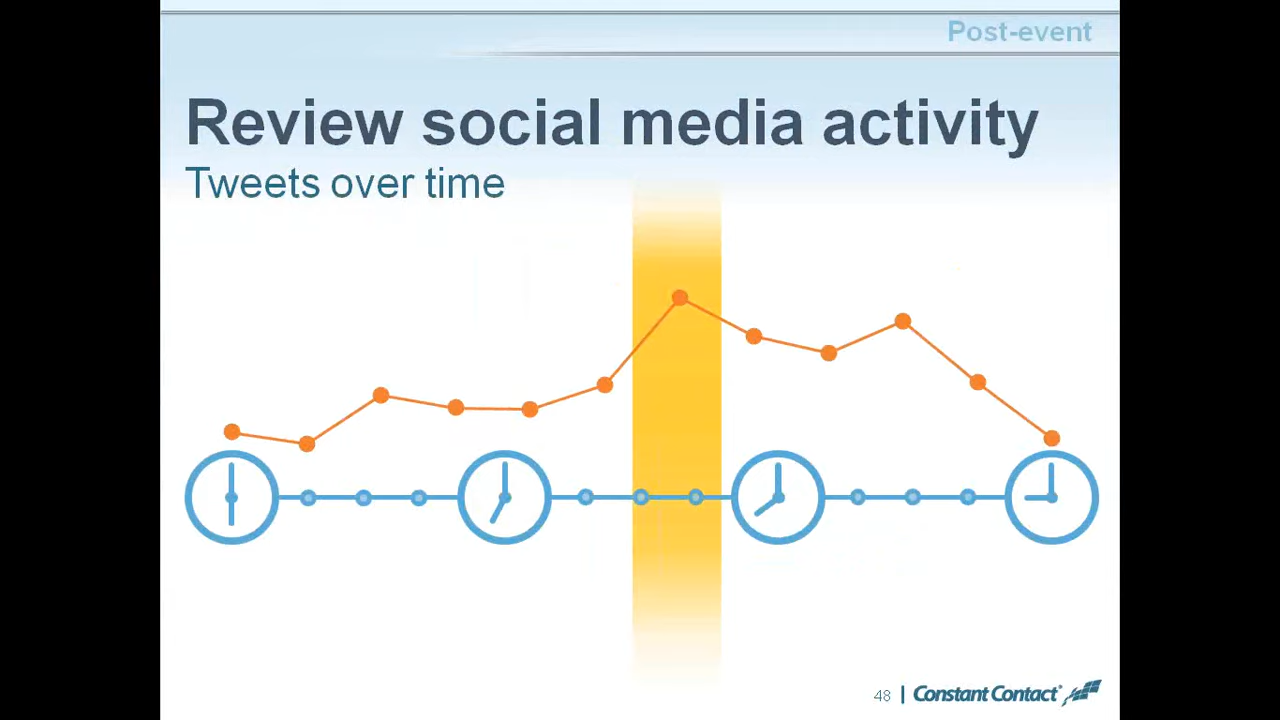 Post-event
Review social media activity
Tweets over time
48 | Constant Contact®